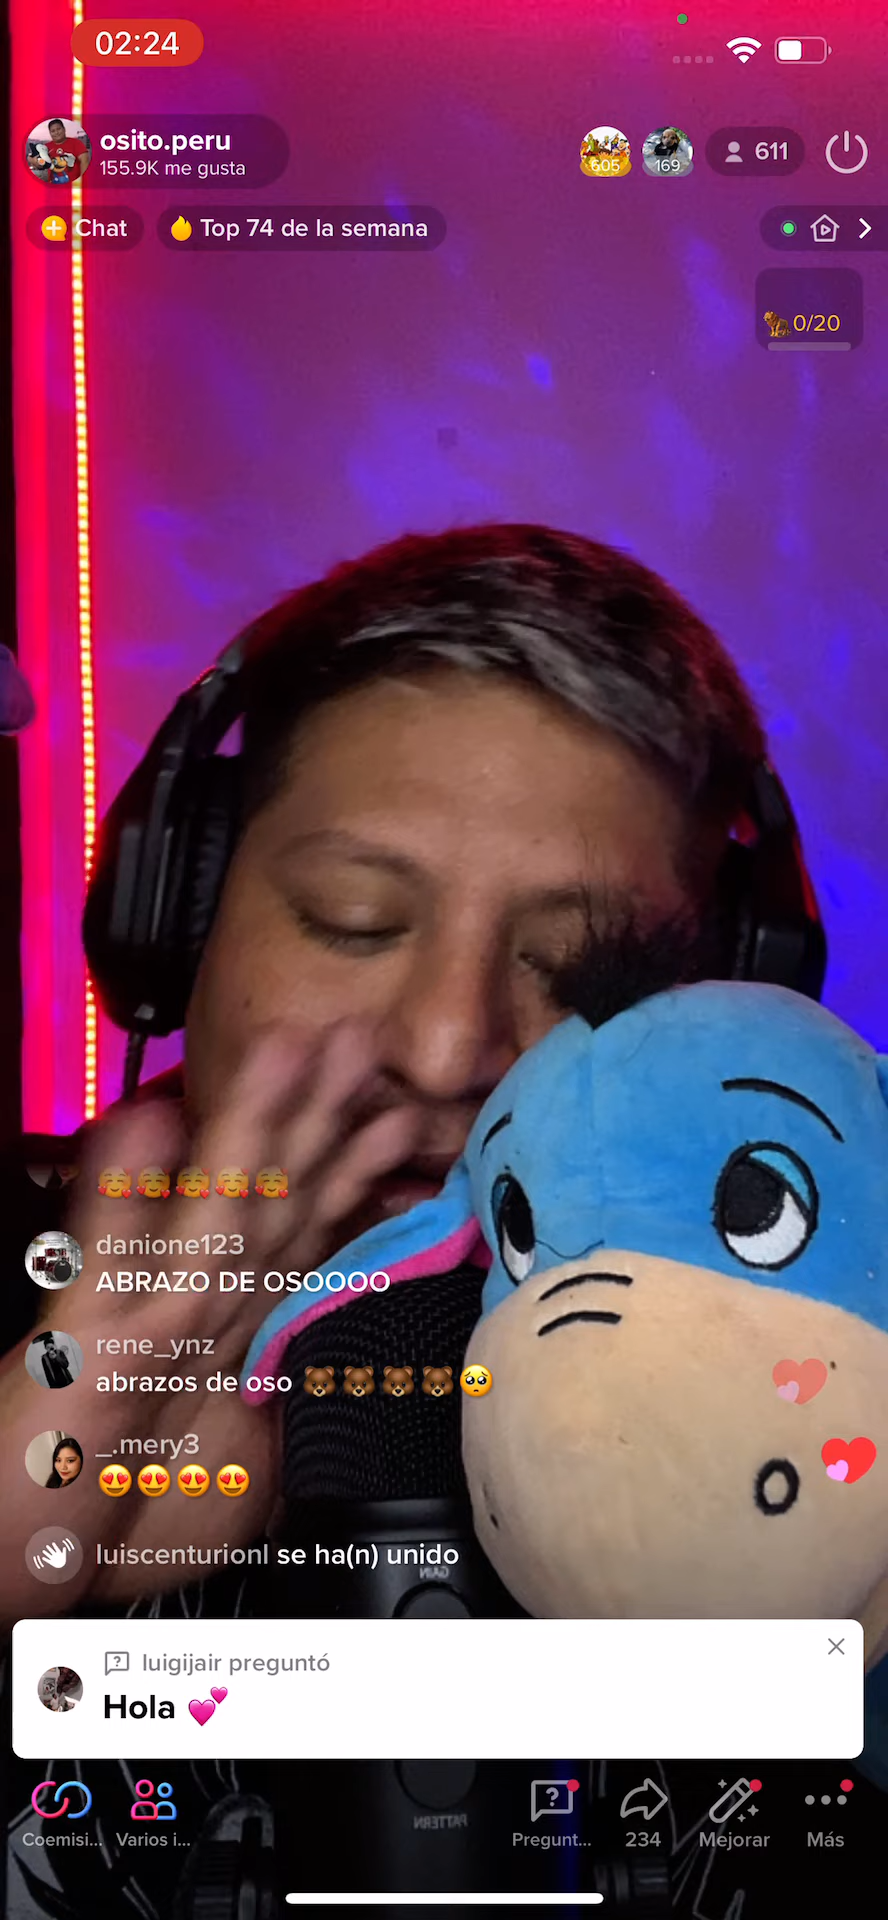 02:24
osito.peru
155.9K me gusta
605
169
611
Chat
Top 74 de la semana
0/20
danione123
ABRAZO DE OSOOOO
rene_ynz
abrazos de oso 🐻🐻🐻🐻🥺
_.mery3
😍😍😍😍
luiscenturionl se ha(n) unido
GAIN
luigijair preguntó
Hola 💕
PATTERN
Coemisi...
Varios i...
Pregunt...
234
Mejorar
Más